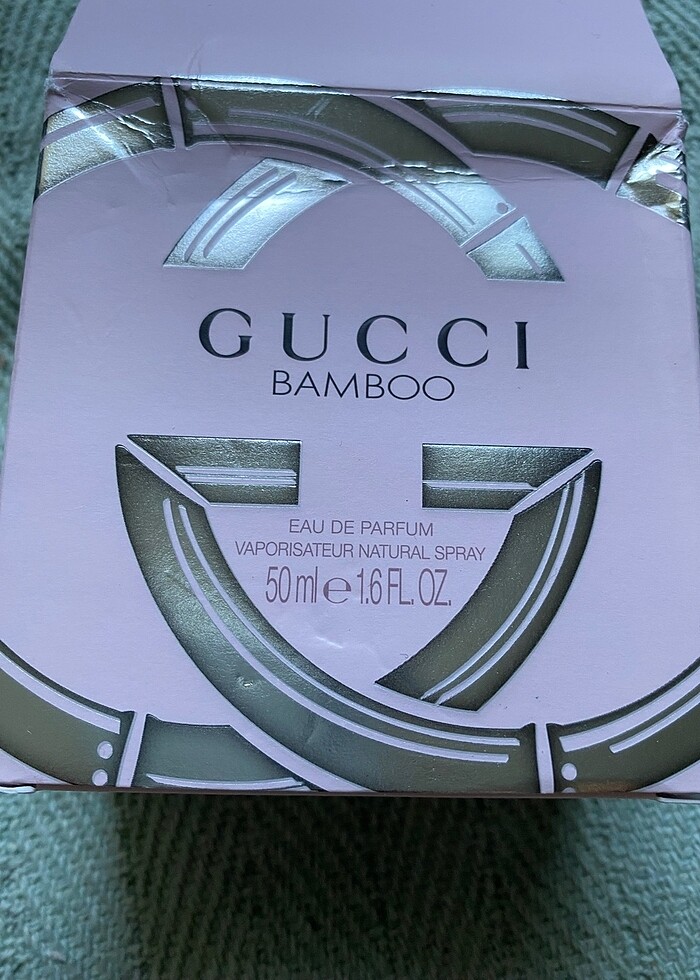 GUCCI
BAMBOO
EAU DE PARFUM
VAPORISATEUR NATURAL SPRAY
50 ml ℮ 1.6 FL. OZ.